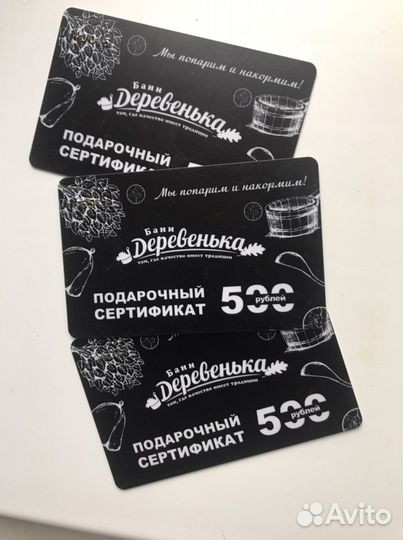 Мы попарим и накормим!
Бани
Деревенька
там, где качество имеет традиции
ПОДАРОЧНЫЙ
СЕРТИФИКАТ
Мы попарим и накормим!
Бани
Деревенька
там, где качество имеет традиции
ПОДАРОЧНЫЙ
СЕРТИФИКАТ
500
рублей
Бани
Деревенька
там, где качество имеет традиции
ПОДАРОЧНЫЙ
СЕРТИФИКАТ
500
рублей
Avito